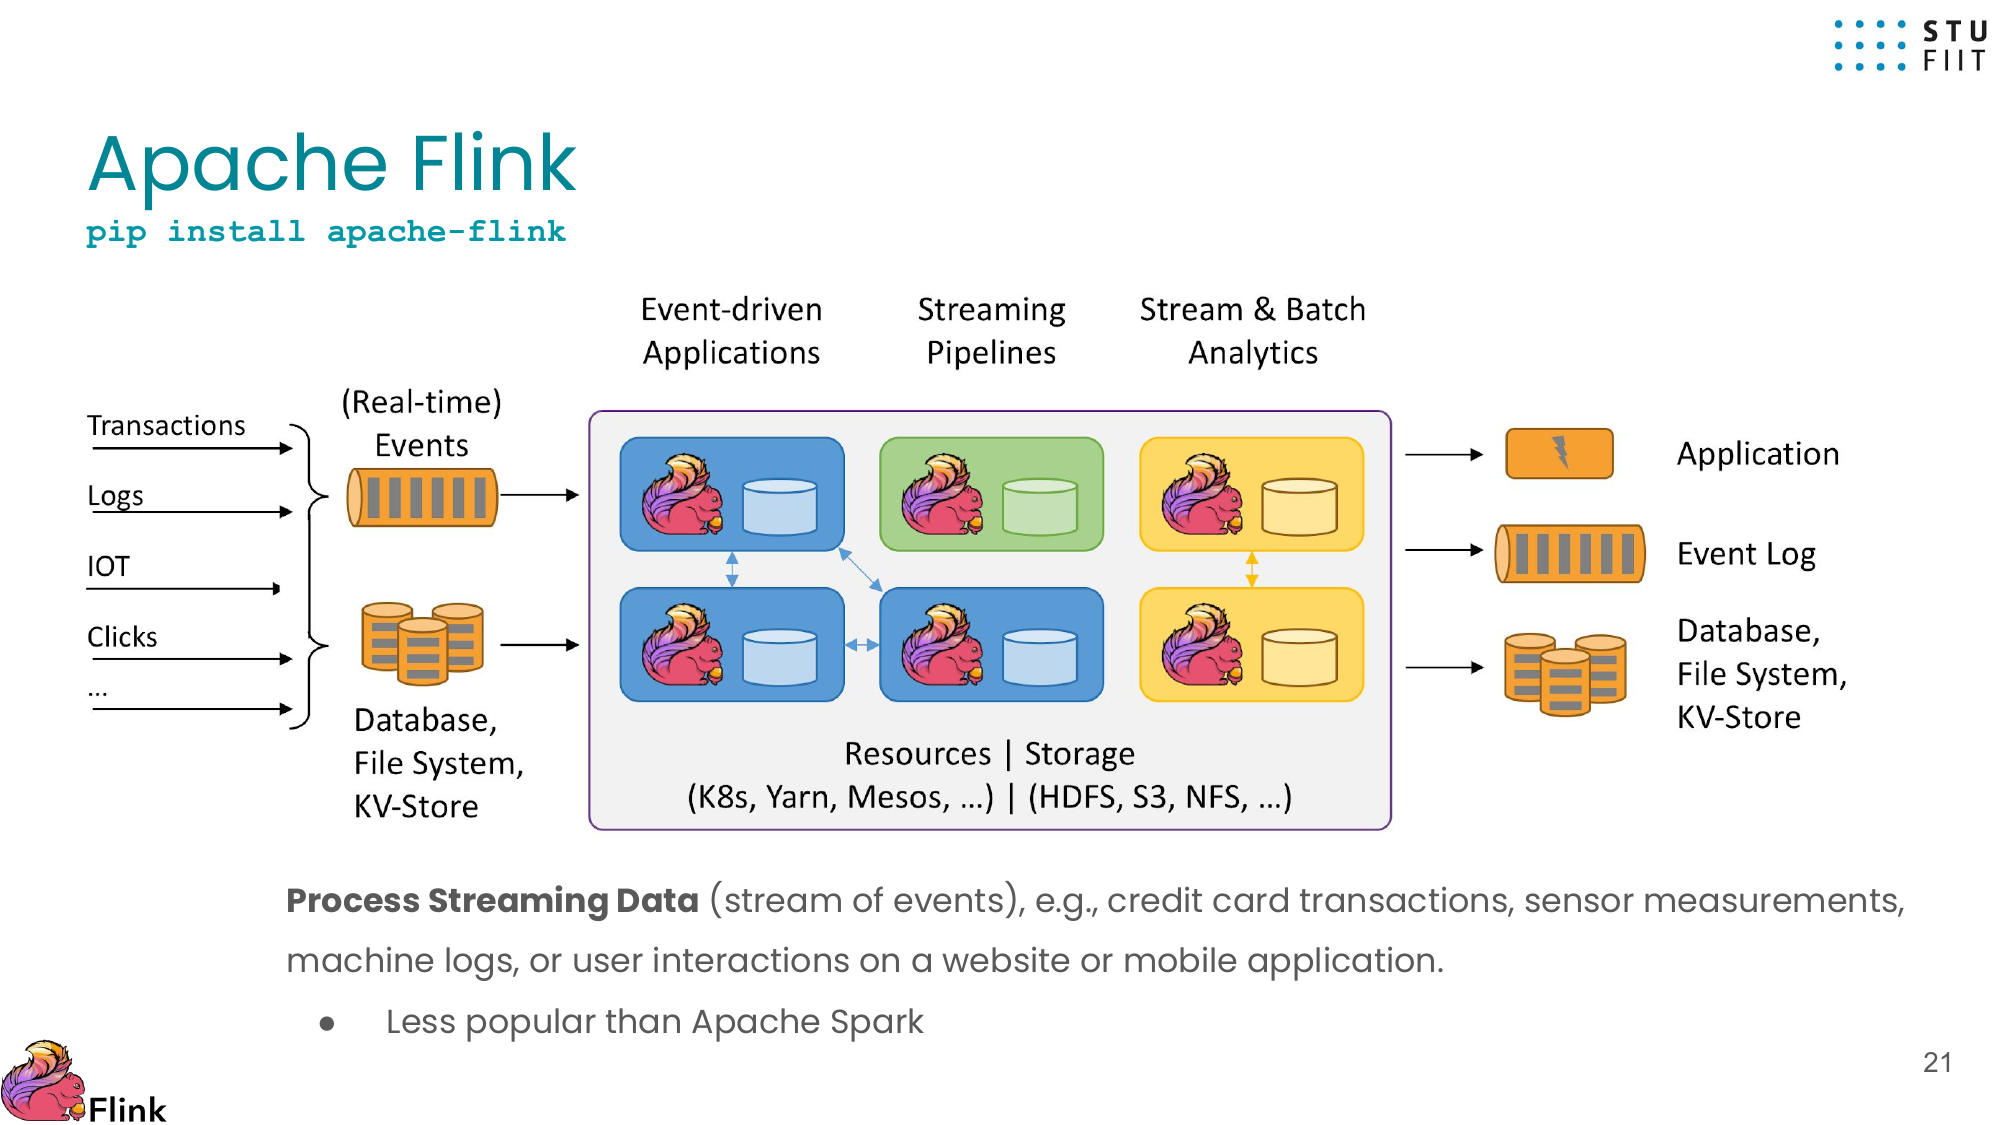 STU
FIIT
Apache Flink
pip install apache-flink
Event-driven
Applications
Streaming
Pipelines
Stream & Batch
Analytics
Transactions
Logs
IOT
Clicks
...
(Real-time)
Events
Database,
File System,
KV-Store
Resources | Storage
(K8s, Yarn, Mesos, ...) | (HDFS, S3, NFS, ...)
Application
Event Log
Database,
File System,
KV-Store
Process Streaming Data (stream of events), e.g., credit card transactions, sensor measurements,
machine logs, or user interactions on a website or mobile application.
● Less popular than Apache Spark
21
Flink